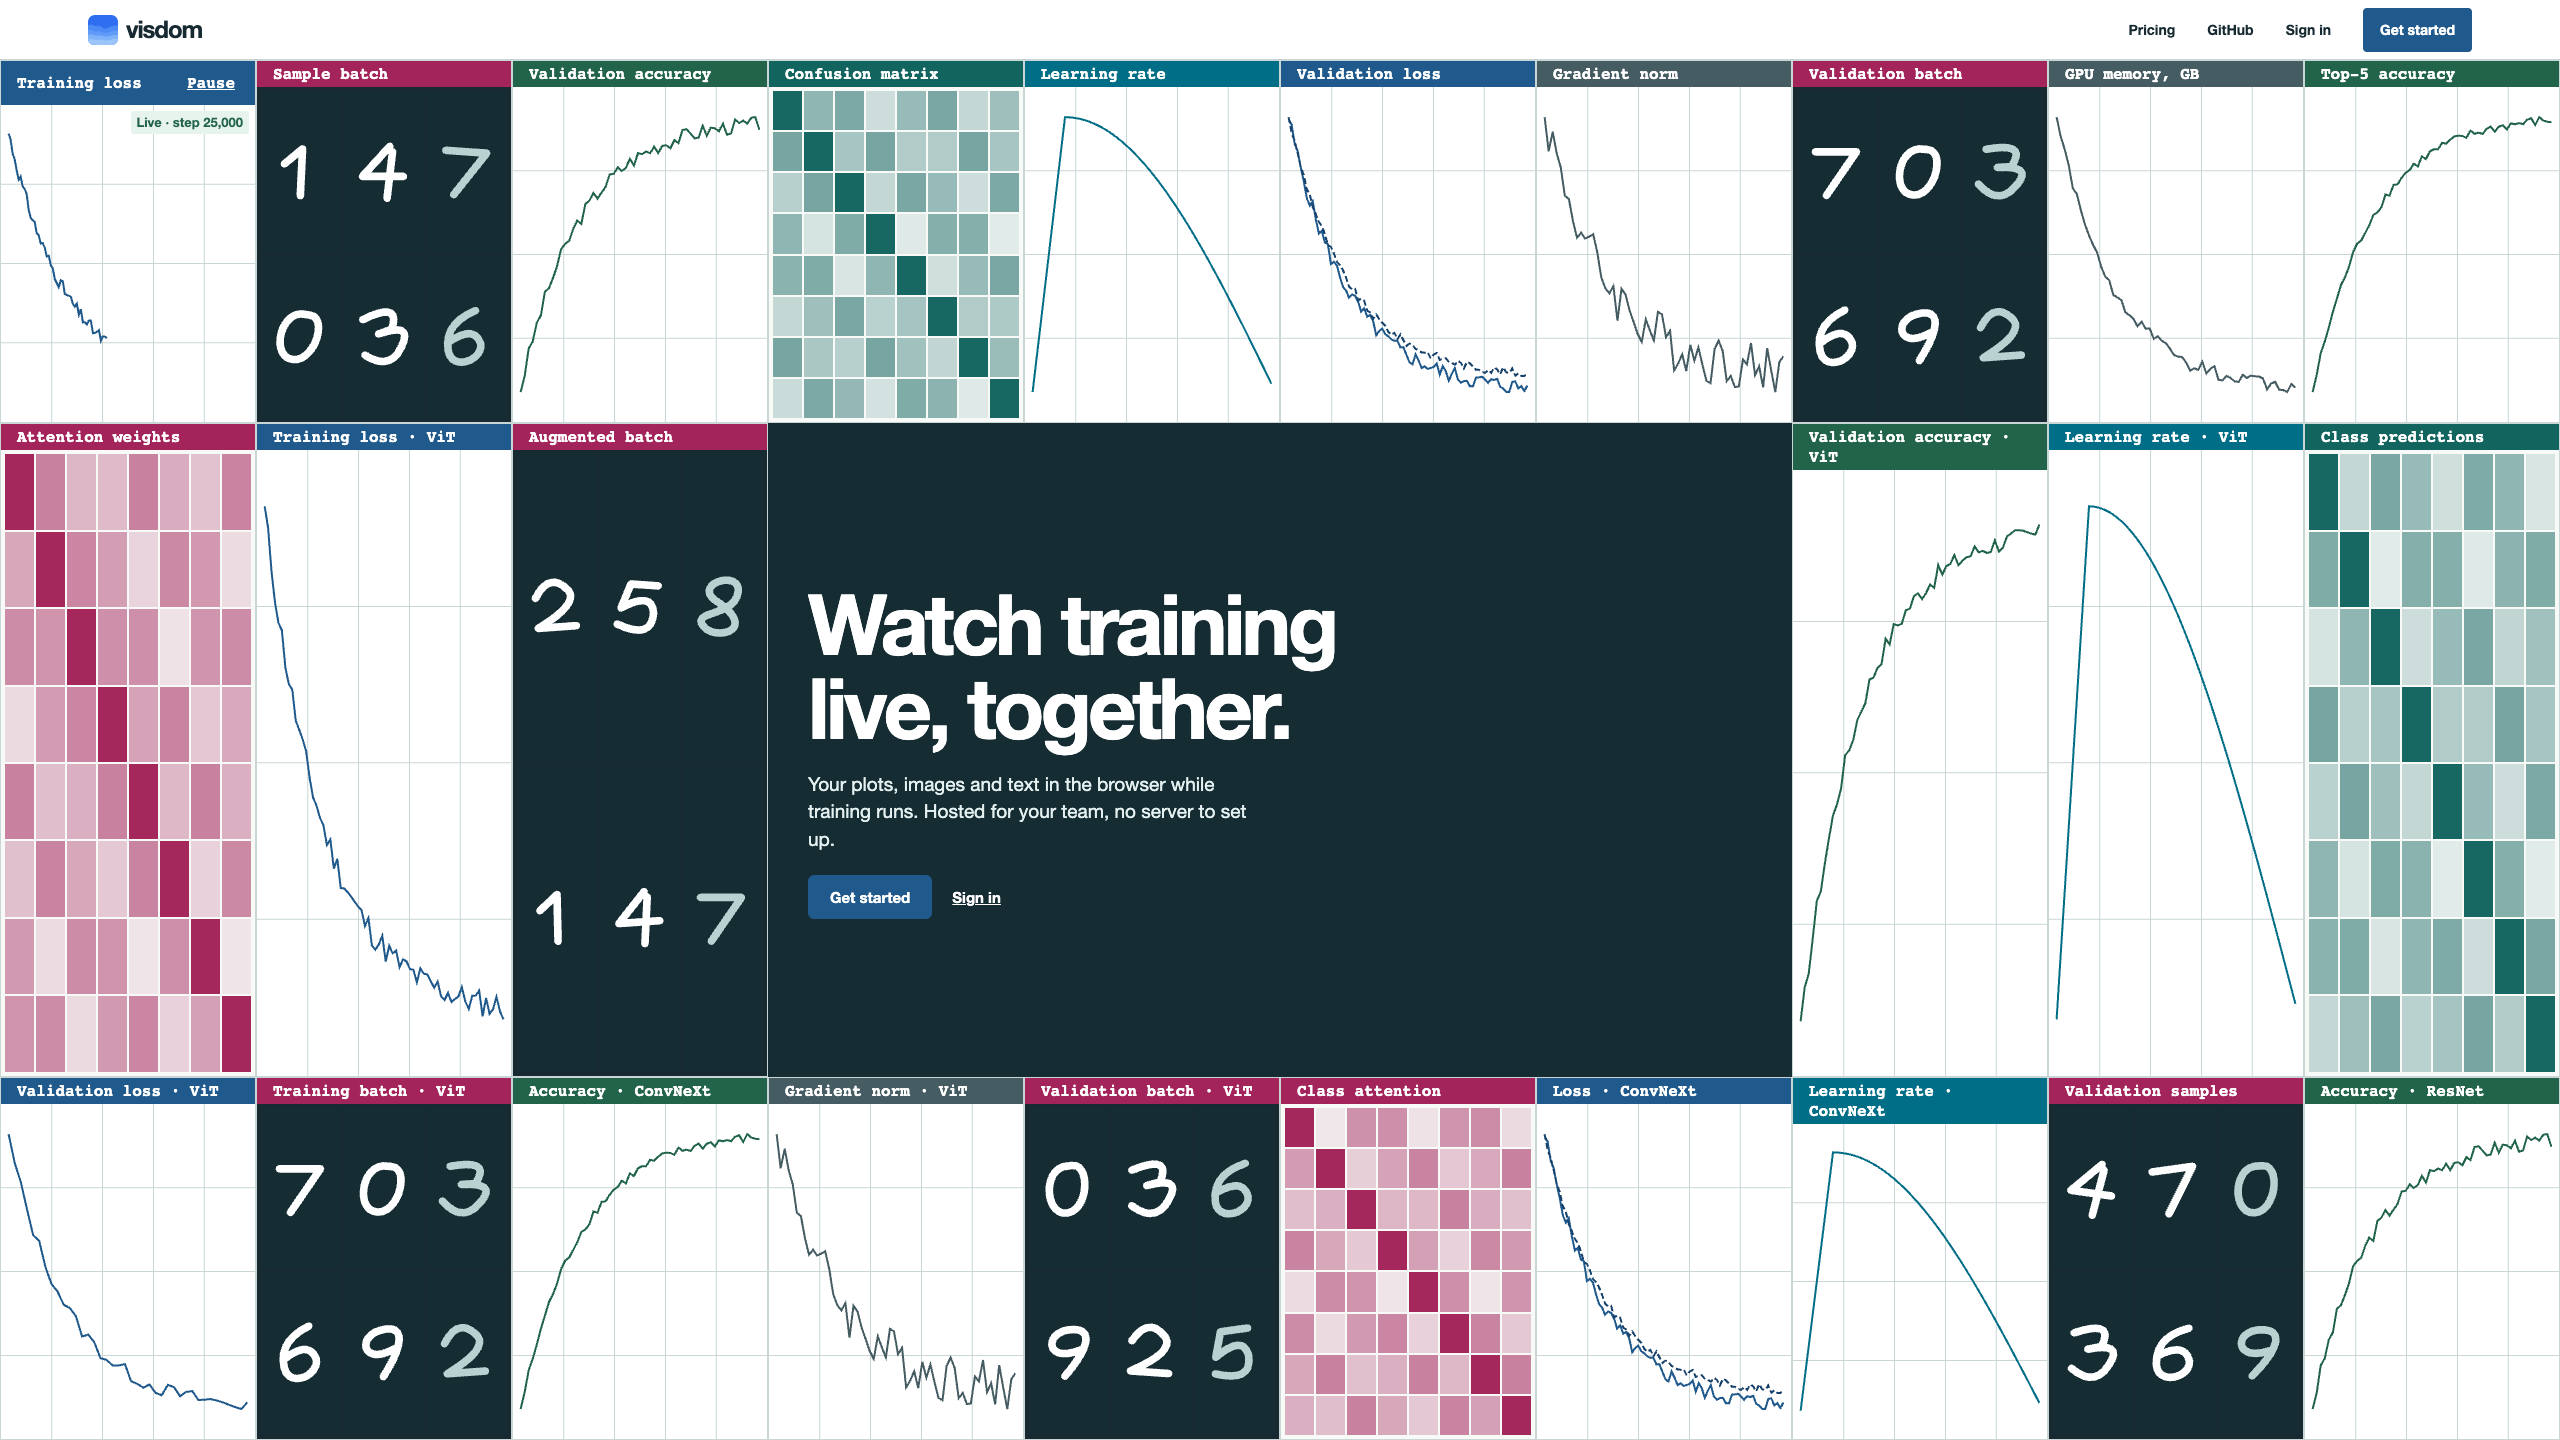 visdom
Pricing
GitHub
Sign in
Get started
Training loss
Pause
Live · step 25,000
Sample batch
1 4 7
0 3 6
Validation accuracy
Confusion matrix
Learning rate
Validation loss
Gradient norm
Validation batch
7 0 3
6 9 2
GPU memory, GB
Top-5 accuracy
Attention weights
Training loss · ViT
Augmented batch
2 5 8
1 4 7
Watch training
live, together.
Your plots, images and text in the browser while
training runs. Hosted for your team, no server to set
up.
Get started
Sign in
Validation accuracy ·
ViT
Learning rate · ViT
Class predictions
Validation loss · ViT
Training batch · ViT
7 0 3
6 9 2
Accuracy · ConvNeXt
Gradient norm · ViT
Validation batch · ViT
0 3 6
9 2 5
Class attention
Loss · ConvNeXt
Learning rate ·
ConvNeXt
Validation samples
4 7 0
3 6 9
Accuracy · ResNet